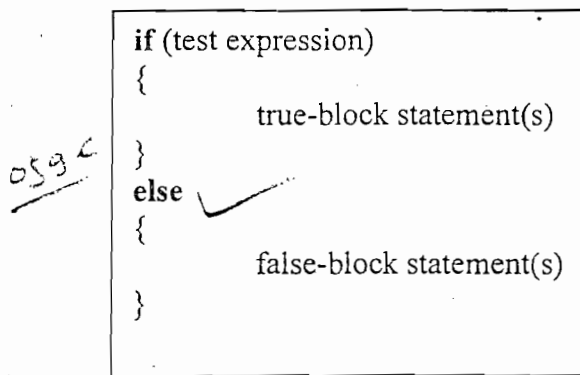 if (test expression)
{
true-block statement(s)
}
else
{
false-block statement(s)
}